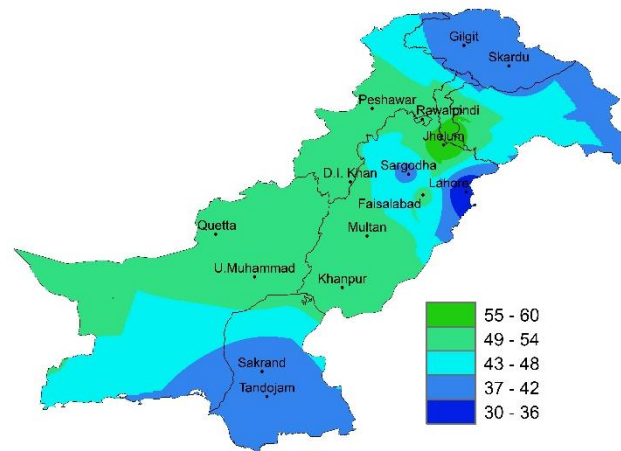 Gilgit
Skardu
Peshawar
Rawalpindi
Jhelum
Sargodha
D.I. Khan
Lahore
Faisalabad
Quetta
Multan
U.Muhammad
Khanpur
55 - 60
49 - 54
43 - 48
37 - 42
30 - 36
Sakrand
Tandojam